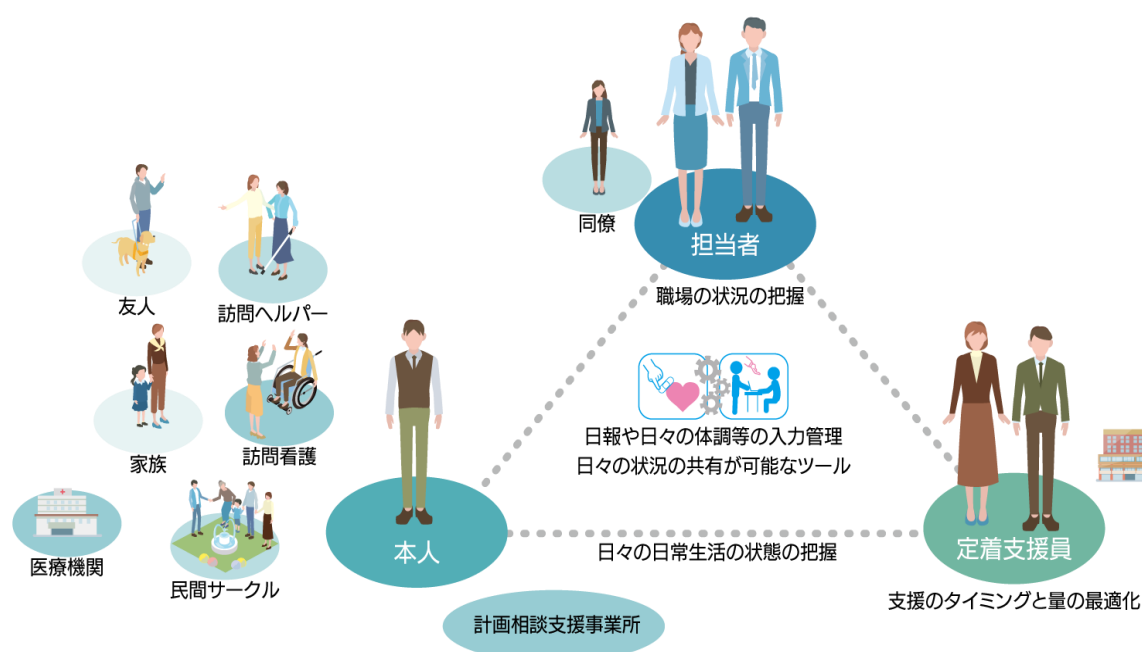 同僚
担当者
職場の状況の把握
友人
訪問ヘルパー
家族
訪問看護
日報や日々の体調等の入力管理
日々の状況の共有が可能なツール
医療機関
民間サークル
本人
日々の日常生活の状態の把握
定着支援員
支援のタイミングと量の最適化
計画相談支援事業所